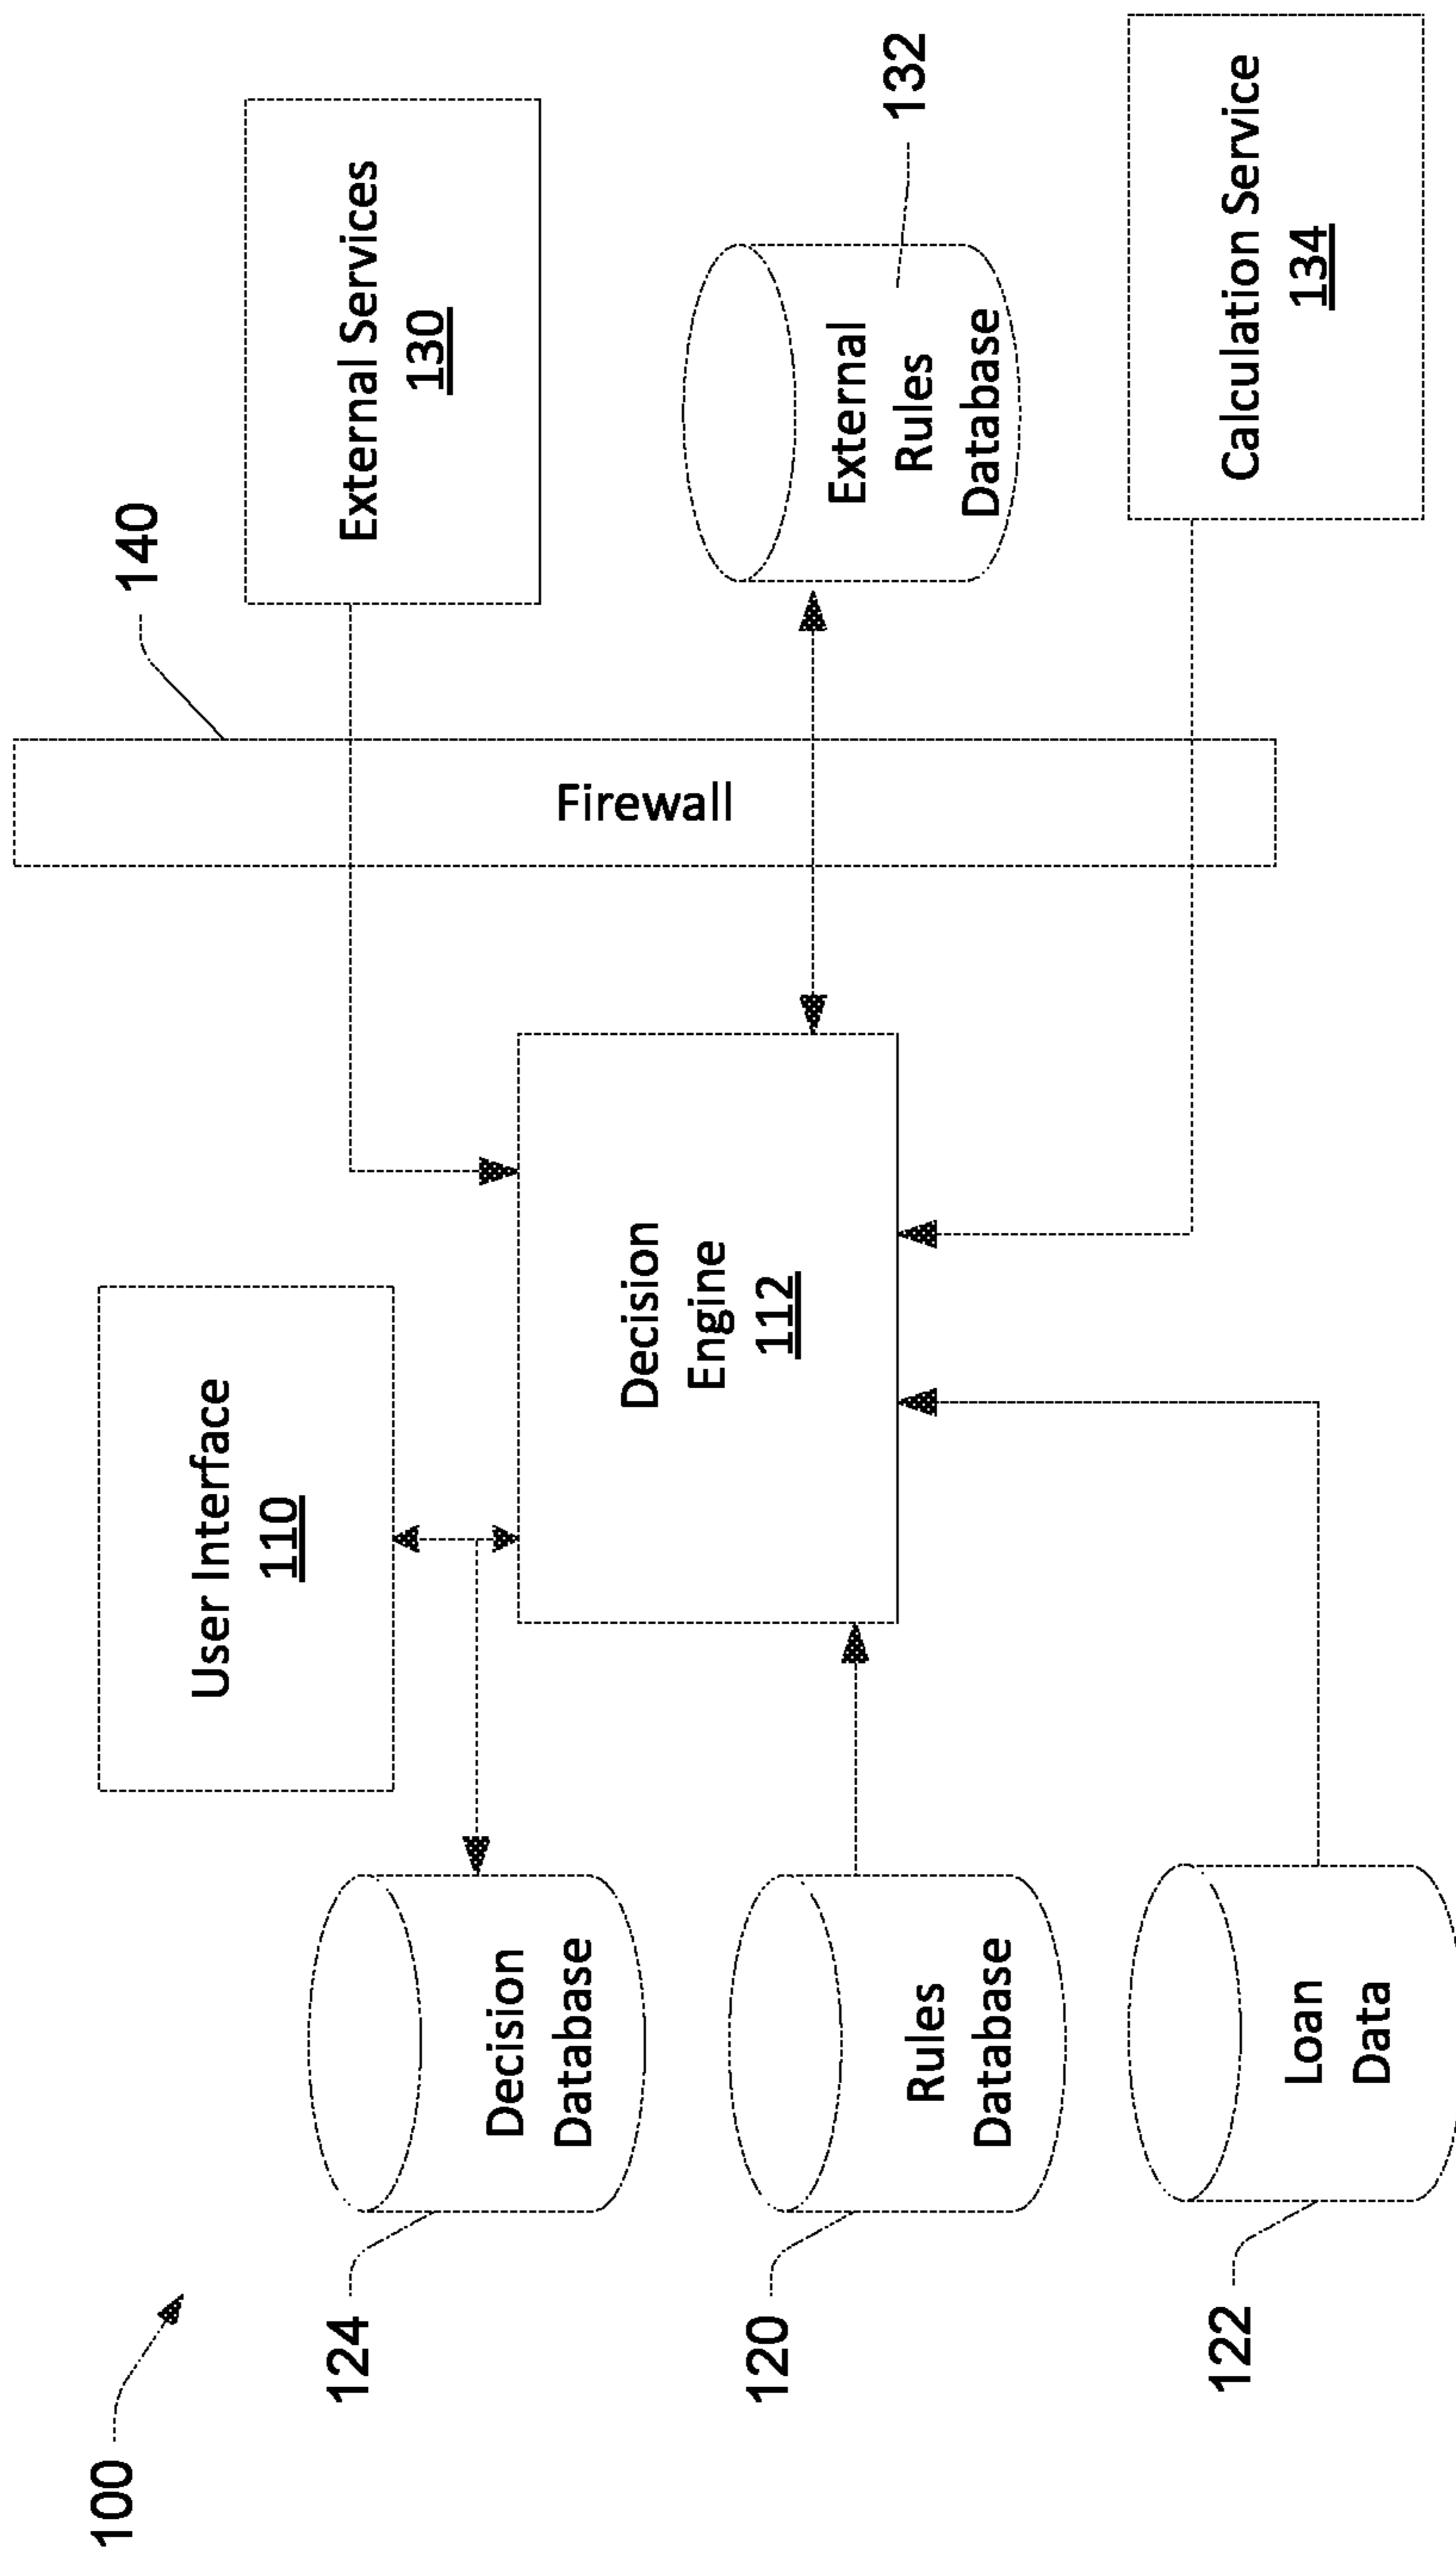 100
User Interface
110
140
External Services
130
124
Decision
Database
Decision
Engine
112
Firewall
External
Rules
Database
132
120
Rules
Database
122
Loan
Data
Calculation Service
134